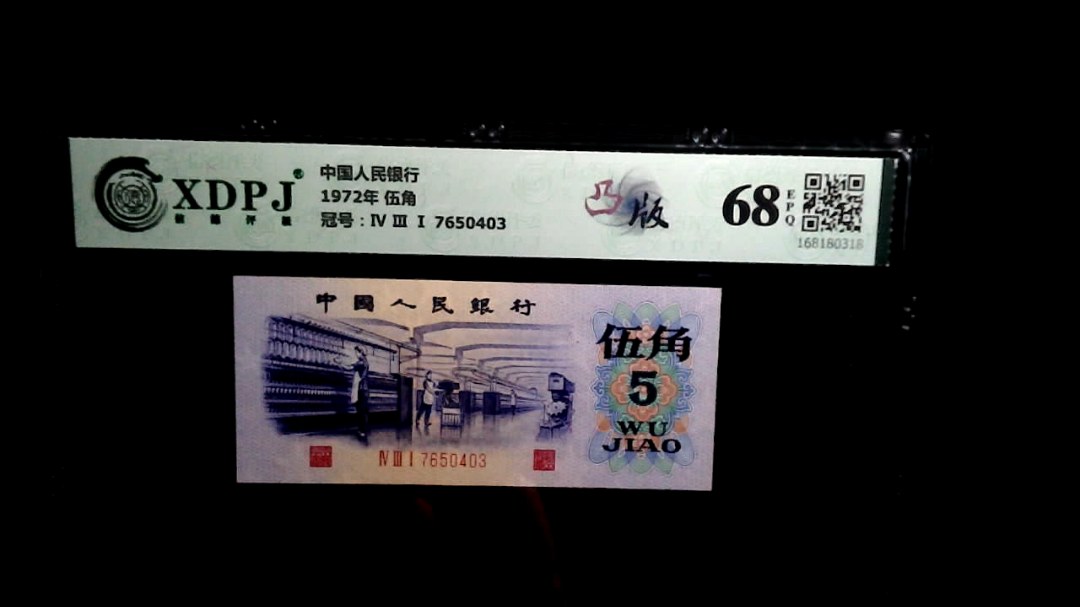 XDPJ
中国人民银行
1972年 伍角
冠号：Ⅳ Ⅲ Ⅰ 7650403
凸版
68
EPQ
168180318
中國人民銀行
伍角
5
WU
JIAO
Ⅳ Ⅲ Ⅰ 7650403